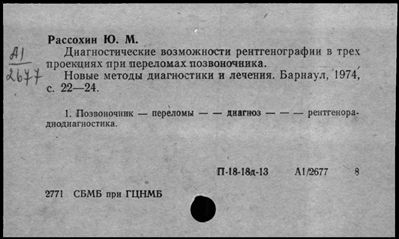 Рассохин Ю. М.
А1
2677
Диагностические возможности рентгенографии в трех
проекциях при переломах позвоночника.
Новые методы диагностики и лечения. Барнаул, 1974,
с. 22—24.
1. Позвоночник — переломы — — диагноз — — — рентгенора-
диодиагностика.
П-18-18д-13 А1/2677 8
2771 СБМБ при ГЦНМБ